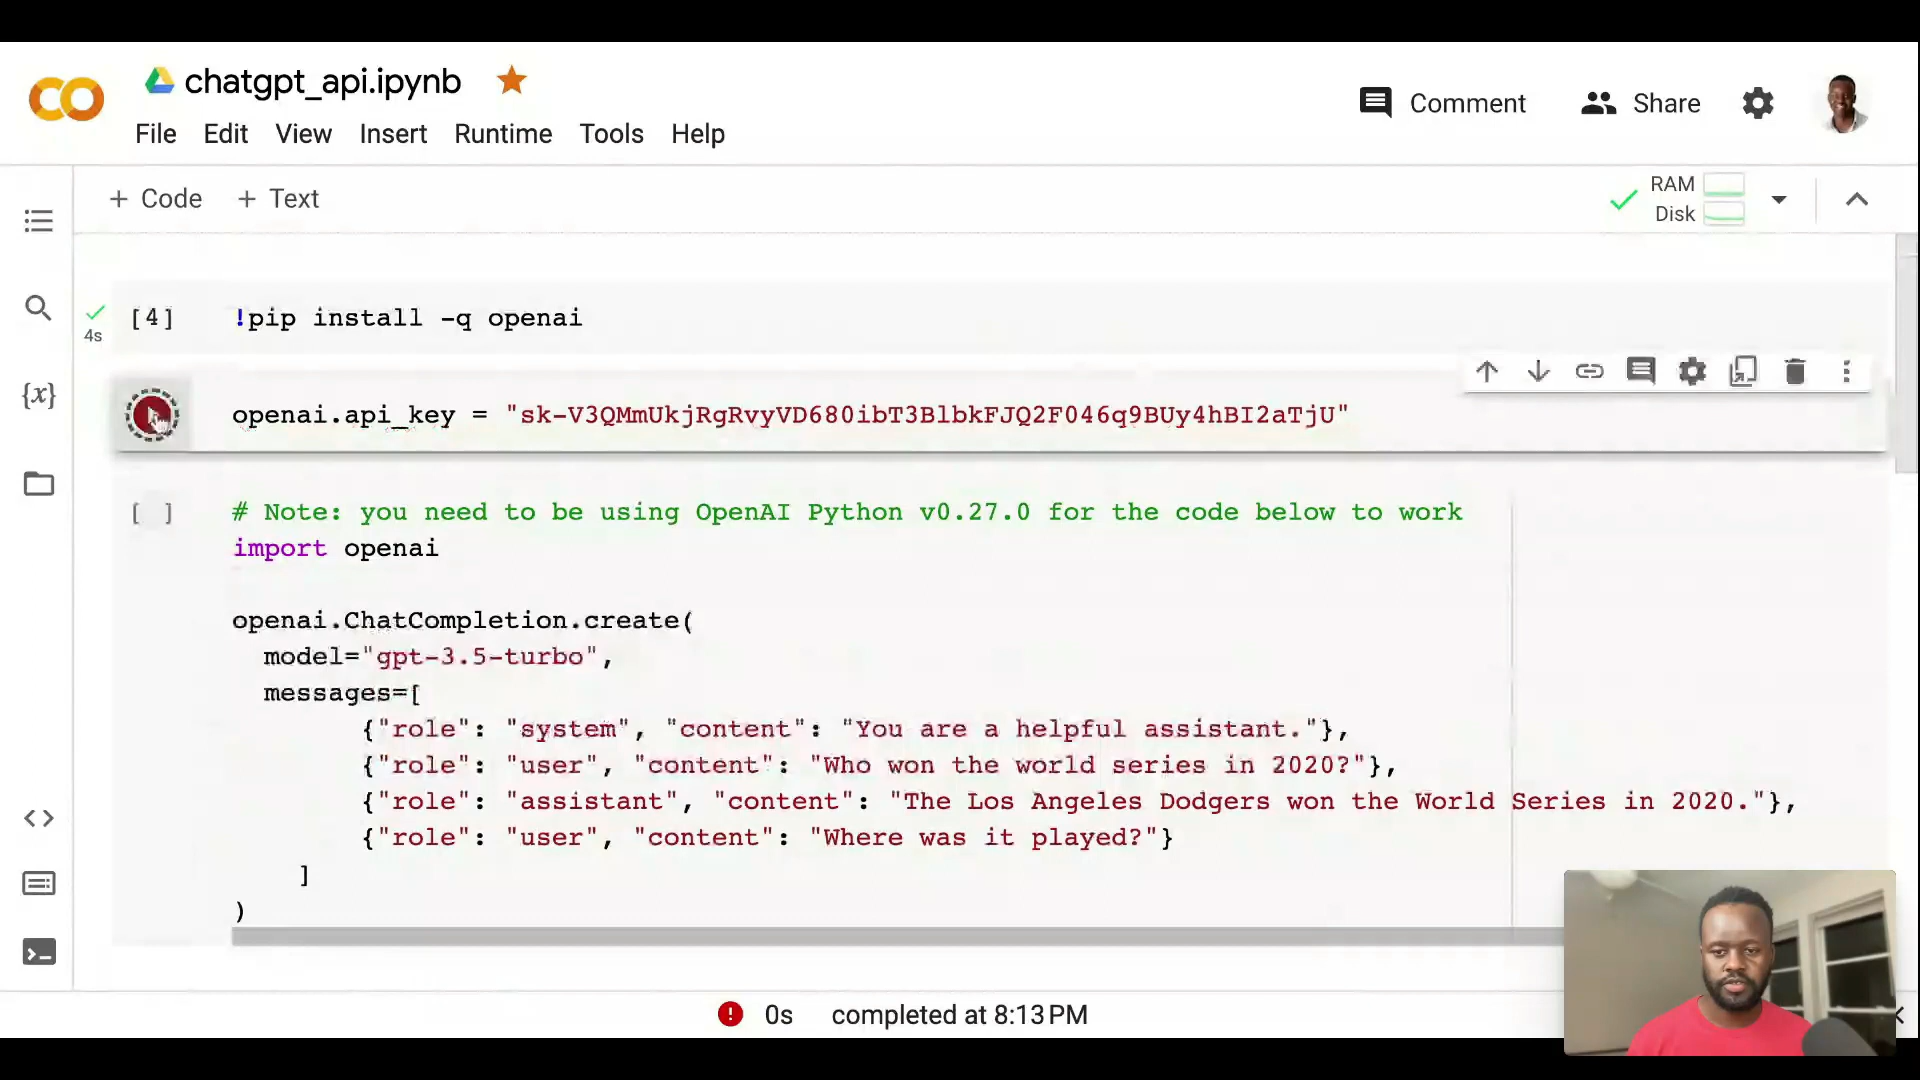 chatgpt_api.ipynb
Comment
Share
File Edit View Insert Runtime Tools Help
+ Code + Text
RAM
Disk
[4] !pip install -q openai
4s
{x}
openai.api_key =
[ ] # Note: you need to be using OpenAI Python v0.27.0 for the code below to work
import openai
openai.ChatCompletion.create(
model="gpt-3.5-turbo",
messages=[
{"role": "system", "content": "You are a helpful assistant."},
{"role": "user", "content": "Who won the world series in 2020?"},
{"role": "assistant", "content": "The Los Angeles Dodgers won the World Series in 2020."},
{"role": "user", "content": "Where was it played?"}
]
)
0s completed at 8:13 PM